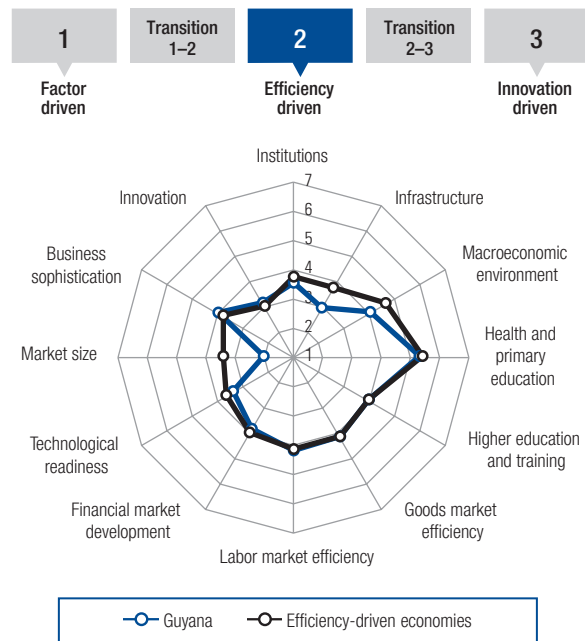 1
Transition
1–2
2
Transition
2–3
3
Factor
driven
Efficiency
driven
Innovation
driven
Institutions
Innovation
7
Infrastructure
6
Business
sophistication
5
Macroeconomic
environment
4
3
Market size
2
1
Health and
primary
education
Technological
readiness
Higher education
and training
Financial market
development
Goods market
efficiency
Labor market efficiency
Guyana
Efficiency-driven economies